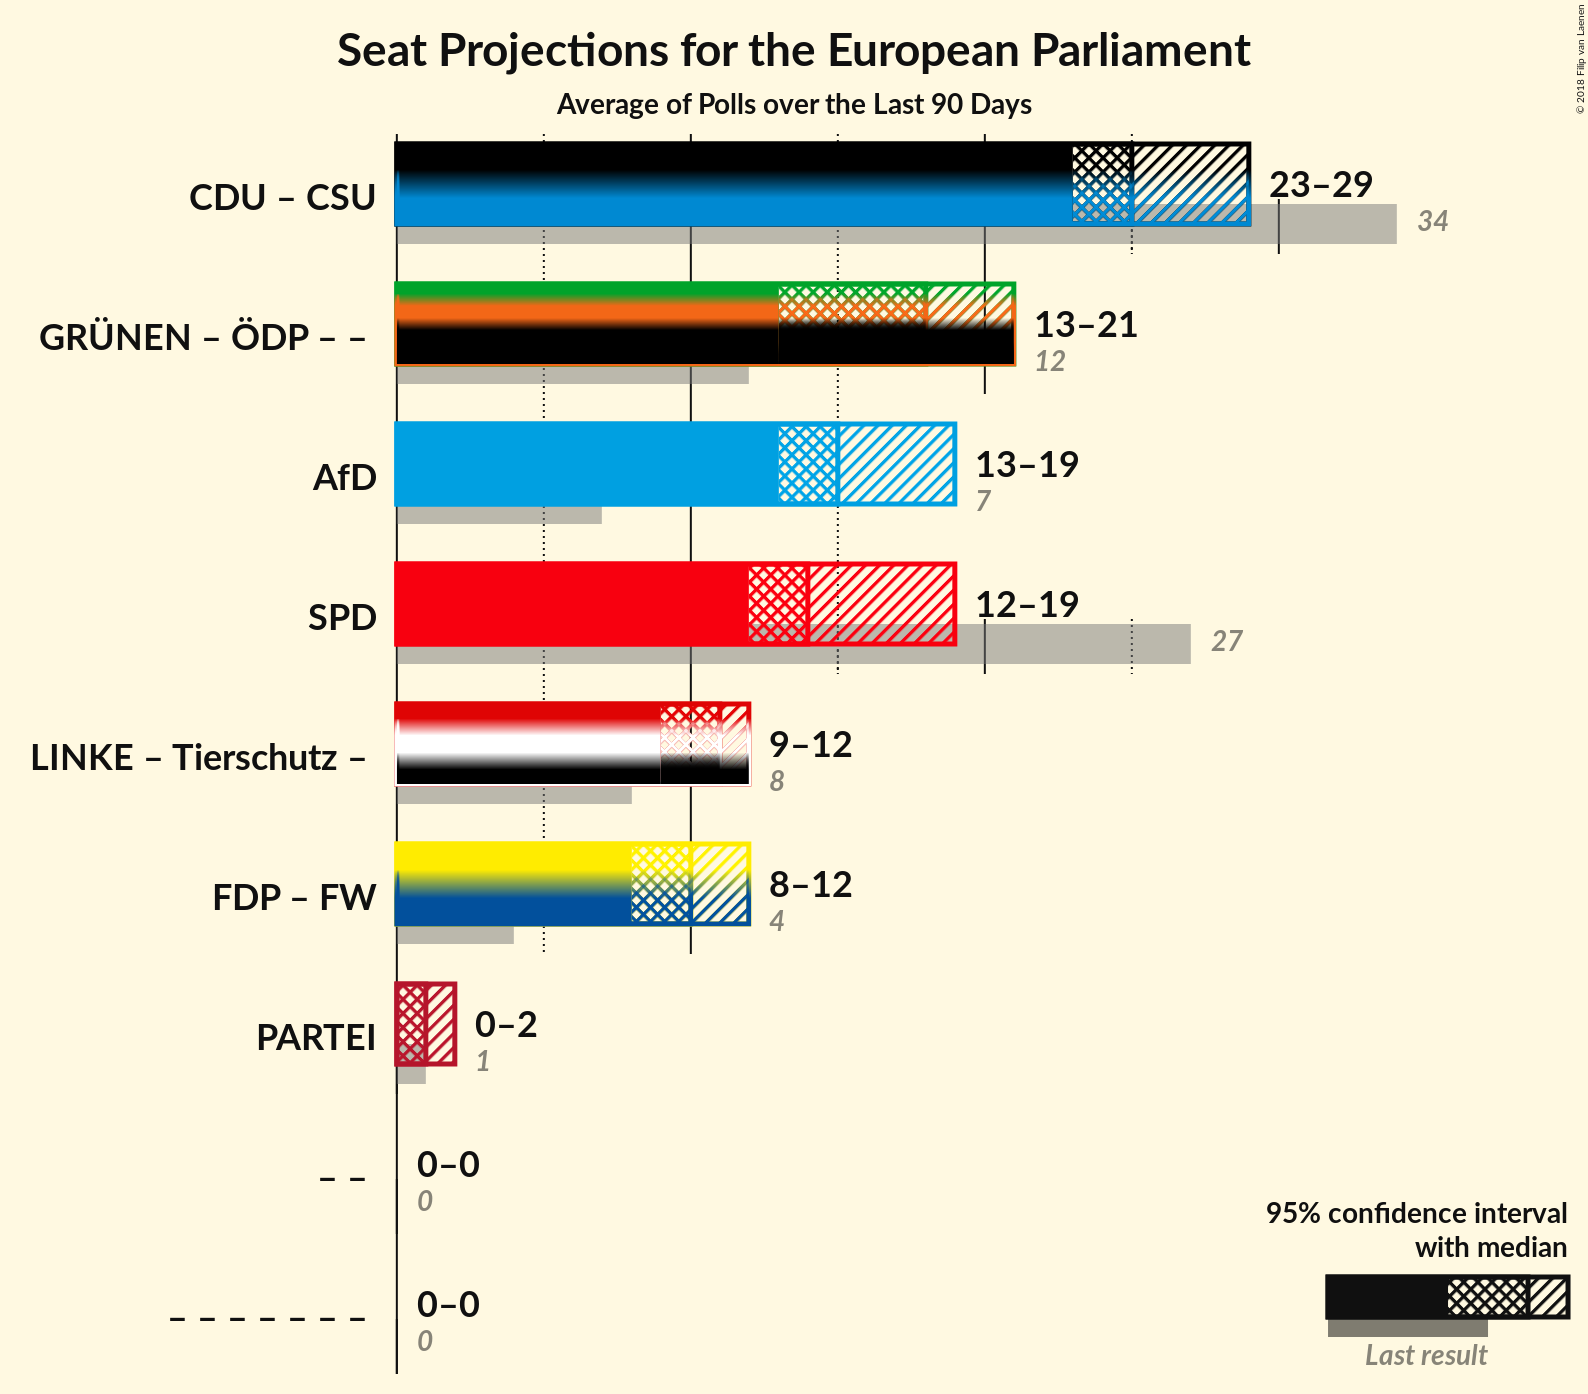 Seat Projections for the European Parliament
Average of Polls over the Last 90 Days
© 2018 Filip van Laenen
CDU – CSU
23–29
34
GRÜNEN – ÖDP – –
13–21
12
AfD
13–19
7
SPD
12–19
27
LINKE – Tierschutz –
9–12
8
FDP – FW
8–12
4
PARTEI
0–2
1
– –
0–0
0
– – – – – – –
0–0
0
95% confidence interval
with median
Last result